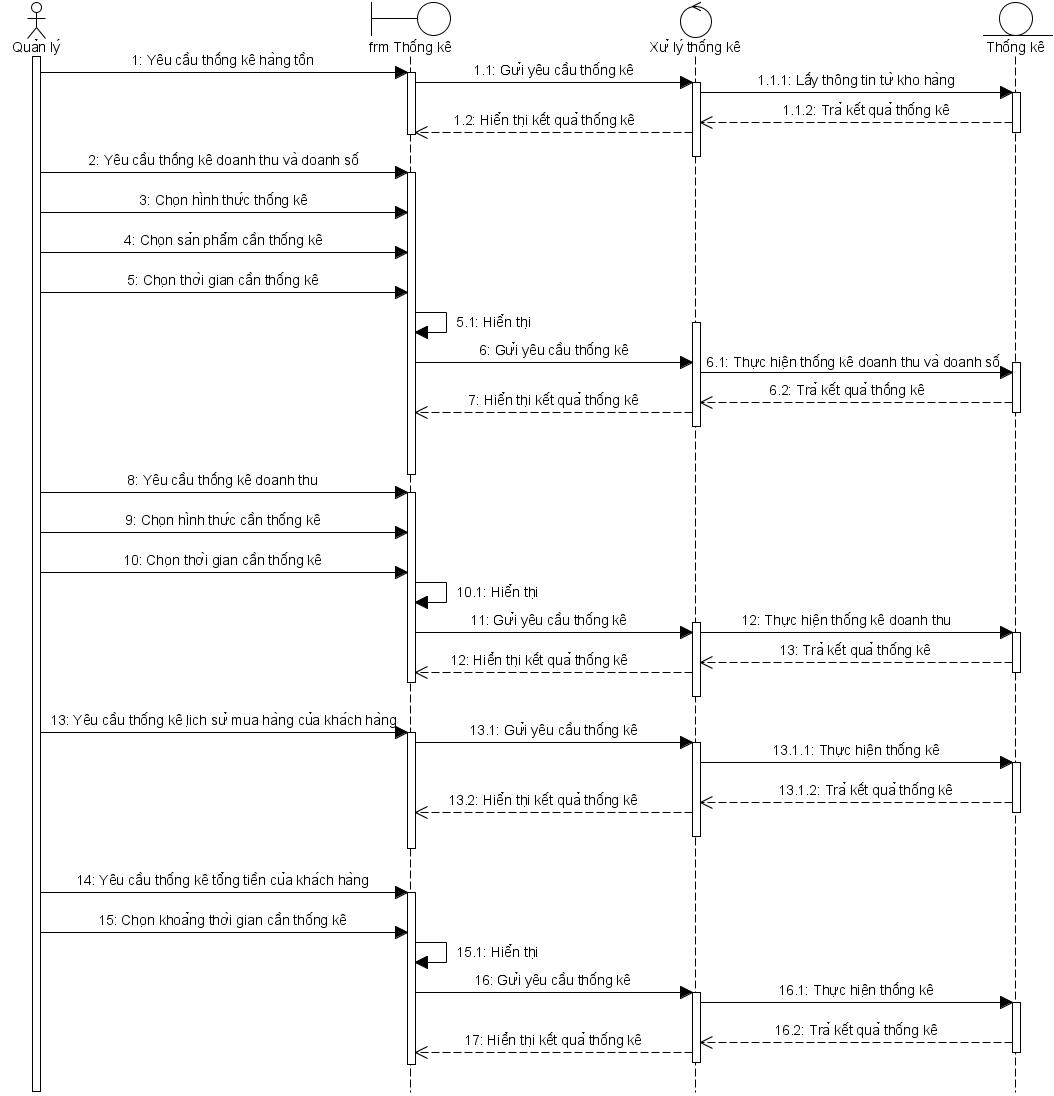 Quản lý
frm Thống kê
Xử lý thống kê
Thống kê
1: Yêu cầu thống kê hàng tồn
1.1: Gửi yêu cầu thống kê
1.1.1: Lấy thông tin từ kho hàng
1.1.2: Trả kết quả thống kê
1.2: Hiển thị kết quả thống kê
2: Yêu cầu thống kê doanh thu và doanh số
3: Chọn hình thức thống kê
4: Chọn sản phẩm cần thống kê
5: Chọn thời gian cần thống kê
5.1: Hiển thị
6: Gửi yêu cầu thống kê
6.1: Thực hiện thống kê doanh thu và doanh số
6.2: Trả kết quả thống kê
7: Hiển thị kết quả thống kê
8: Yêu cầu thống kê doanh thu
9: Chọn hình thức cần thống kê
10: Chọn thời gian cần thống kê
10.1: Hiển thị
11: Gửi yêu cầu thống kê
12: Thực hiện thống kê doanh thu
13: Trả kết quả thống kê
12: Hiển thị kết quả thống kê
13: Yêu cầu thống kê lịch sử mua hàng của khách hàng
13.1: Gửi yêu cầu thống kê
13.1.1: Thực hiện thống kê
13.1.2: Trả kết quả thống kê
13.2: Hiển thị kết quả thống kê
14: Yêu cầu thống kê tổng tiền của khách hàng
15: Chọn khoảng thời gian cần thống kê
15.1: Hiển thị
16: Gửi yêu cầu thống kê
16.1: Thực hiện thống kê
16.2: Trả kết quả thống kê
17: Hiển thị kết quả thống kê